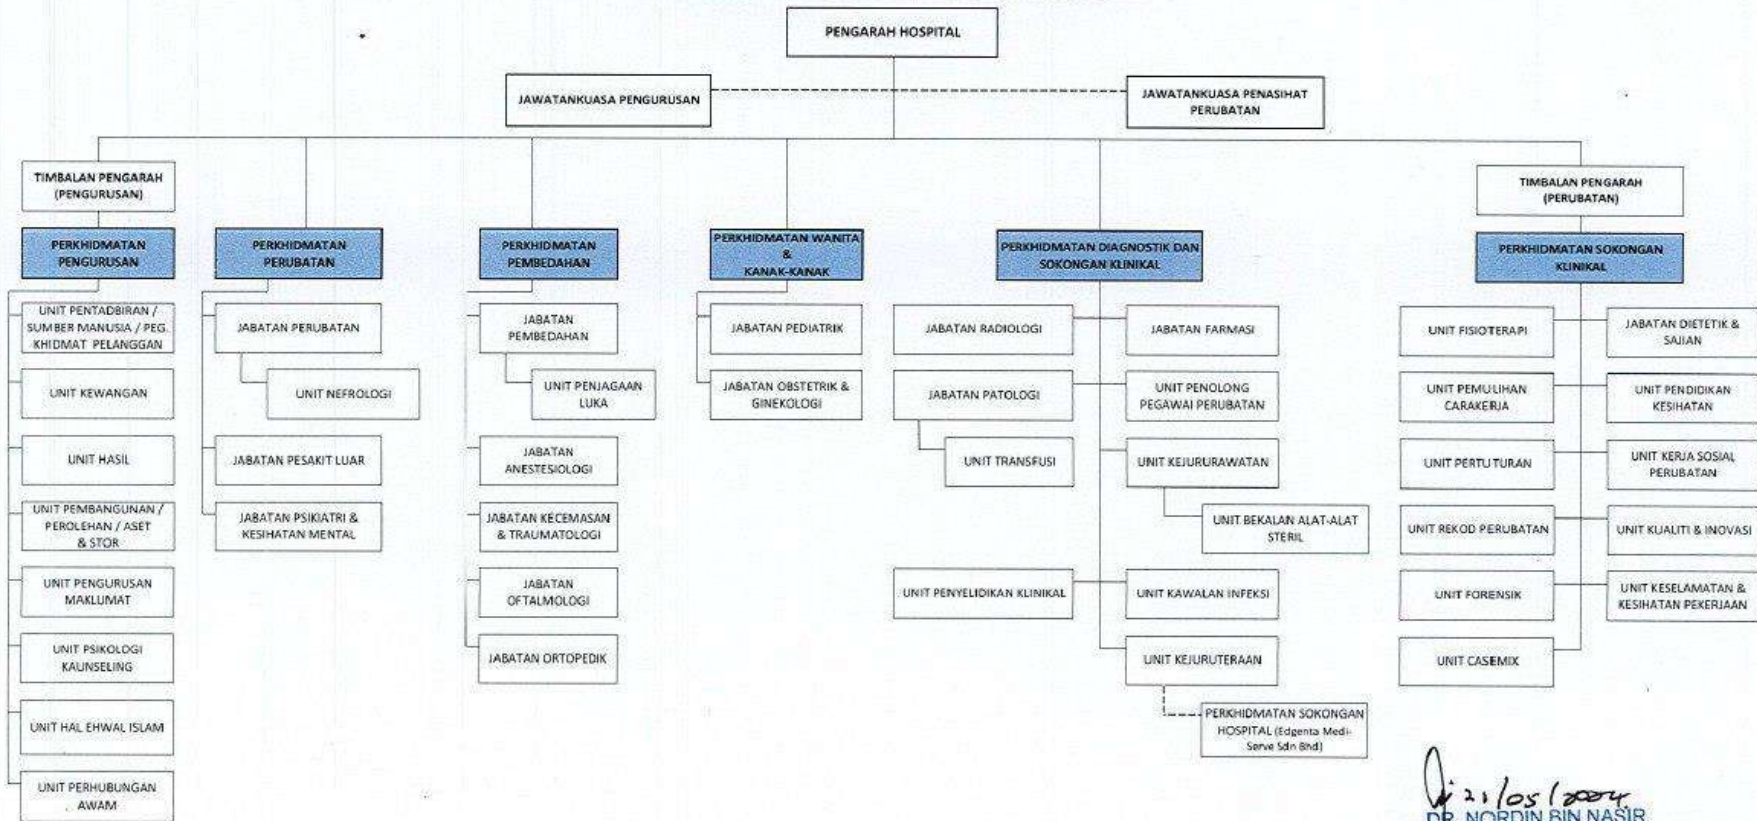 PENGARAH HOSPITAL
JAWATANKUASA PENGURUSAN
JAWATANKUASA PENASIHAT
PERUBATAN
TIMBALAN PENGARAH
(PENGURUSAN)
TIMBALAN PENGARAH
(PERUBATAN)
PERKHIDMATAN
PENGURUSAN
PERKHIDMATAN
PERUBATAN
PERKHIDMATAN
PEMBEDAHAN
PERKHIDMATAN WANITA
&
KANAK-KANAK
PERKHIDMATAN DIAGNOSTIK DAN
SOKONGAN KLINIKAL
PERKHIDMATAN SOKONGAN
KLINIKAL
UNIT PENTADBIRAN /
SUMBER MANUSIA / PEG.
KHIDMAT PELANGGAN
UNIT KEWANGAN
UNIT HASIL
UNIT PEMBANGUNAN /
PEROLEHAN / ASET
& STOR
UNIT PENGURUSAN
MAKLUMAT
UNIT PSIKOLOGI
KAUNSELING
UNIT HAL EHWAL ISLAM
UNIT PERHUBUNGAN
AWAM
JABATAN PERUBATAN
UNIT NEFROLOGI
JABATAN PESAKIT LUAR
JABATAN PSIKIATRI &
KESIHATAN MENTAL
JABATAN
PEMBEDAHAN
UNIT PENJAGAAN
LUKA
JABATAN
ANESTESIOLOGI
JABATAN KECEMASAN
& TRAUMATOLOGI
JABATAN
OFTALMOLOGI
JABATAN ORTOPEDIK
JABATAN PEDIATRIK
JABATAN OBSTETRIK &
GINEKOLOGI
JABATAN RADIOLOGI
JABATAN FARMASI
JABATAN PATOLOGI
UNIT PENOLONG
PEGAWAI PERUBATAN
UNIT TRANSFUSI
UNIT KEJURURAWATAN
UNIT BEKALAN ALAT-ALAT
STERIL
UNIT PENYELIDIKAN KLINIKAL
UNIT KAWALAN INFEKSI
UNIT KEJURUTERAAN
PERKHIDMATAN SOKONGAN
HOSPITAL (Edgenta Medi-
Serve Sdn Bhd)
UNIT FISIOTERAPI
JABATAN DIETETIK &
SAJIAN
UNIT PEMULIHAN
CARAKERJA
UNIT PENDIDIKAN
KESIHATAN
UNIT PERTUTURAN
UNIT KERJA SOSIAL
PERUBATAN
UNIT REKOD PERUBATAN
UNIT KUALITI & INOVASI
UNIT FORENSIK
UNIT KESELAMATAN &
KESIHATAN PEKERJAAN
UNIT CASEMIX
21/05/2024
DR. NORDIN BIN NASIR